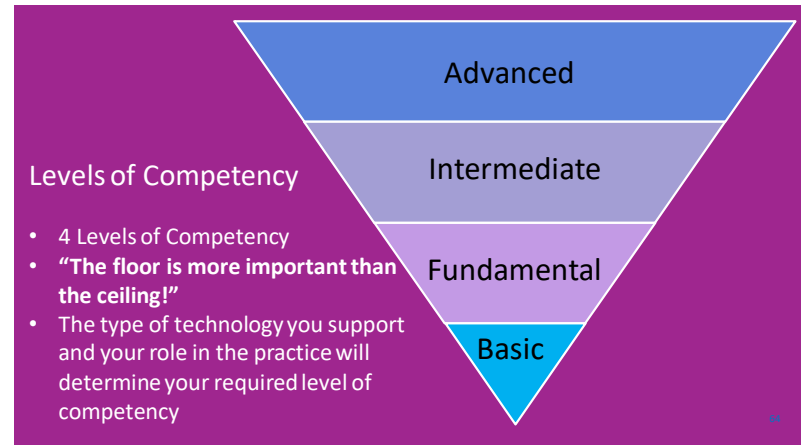 Advanced
Intermediate
Fundamental
Basic
Levels of Competency
• 4 Levels of Competency
• “The floor is more important than
the ceiling!”
• The type of technology you support
and your role in the practice will
determine your required level of
competency